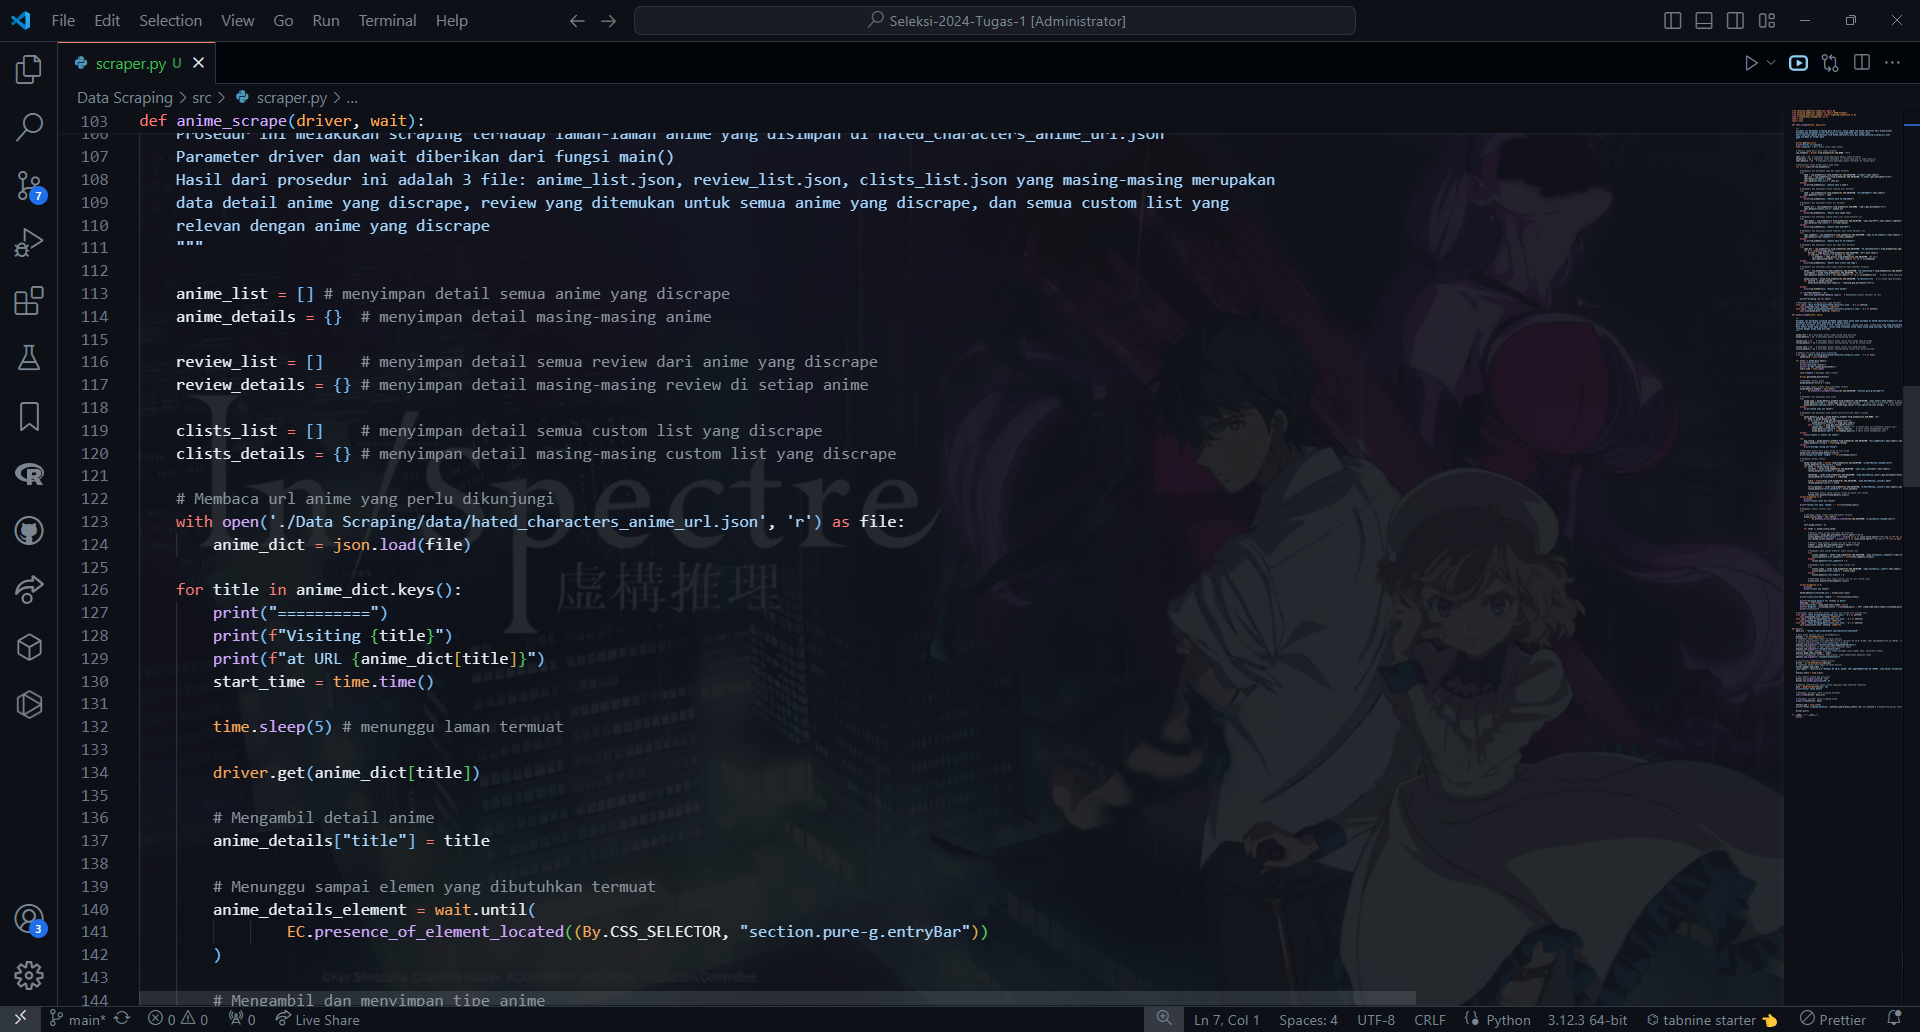 File Edit Selection View Go Run Terminal Help
Seleksi-2024-Tugas-1 [Administrator]
scraper.py U
Data Scraping > src > scraper.py > ...
103 def anime_scrape(driver, wait):
106 Prosedur ini melakukan scraping terhadap laman-laman anime yang disimpan di hated_characters_anime_url.json
107 Parameter driver dan wait diberikan dari fungsi main()
108 Hasil dari prosedur ini adalah 3 file: anime_list.json, review_list.json, clists_list.json yang masing-masing merupakan
109 data detail anime yang discrape, review yang ditemukan untuk semua anime yang discrape, dan semua custom list yang
110 relevan dengan anime yang discrape
111 """
112
113 anime_list = [] # menyimpan detail semua anime yang discrape
114 anime_details = {} # menyimpan detail masing-masing anime
115
116 review_list = [] # menyimpan detail semua review dari anime yang discrape
117 review_details = {} # menyimpan detail masing-masing review di setiap anime
118
119 clists_list = [] # menyimpan detail semua custom list yang discrape
120 clists_details = {} # menyimpan detail masing-masing custom list yang discrape
121
122 # Membaca url anime yang perlu dikunjungi
123 with open('./Data Scraping/data/hated_characters_anime_url.json', 'r') as file:
124 anime_dict = json.load(file)
125
126 for title in anime_dict.keys():
127 print("==========")
128 print(f"Visiting {title}")
129 print(f"at URL {anime_dict[title]}")
130 start_time = time.time()
131
132 time.sleep(5) # menunggu laman termuat
133
134 driver.get(anime_dict[title])
135
136 # Mengambil detail anime
137 anime_details["title"] = title
138
139 # Menunggu sampai elemen yang dibutuhkan termuat
140 anime_details_element = wait.until(
141 EC.presence_of_element_located((By.CSS_SELECTOR, "section.pure-g.entryBar"))
142 )
143
144 # Mengambil dan menyimpan tipe anime
In/Spectre
虚構推理
7
3
main* 0 0 0 Live Share Ln 7, Col 1 Spaces: 4 UTF-8 CRLF Python 3.12.3 64-bit tabnine starter Prettier